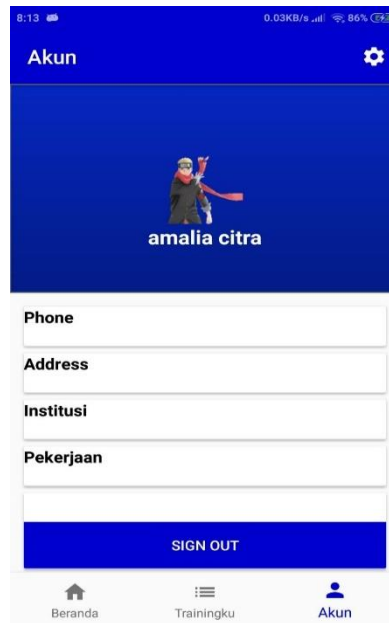 8:13 0.03KB/s 86%
Akun
amalia citra
Phone
Address
Institusi
Pekerjaan
SIGN OUT
Beranda Trainingku Akun